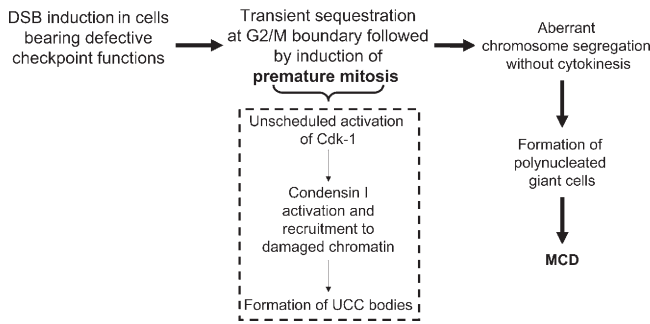 DSB induction in cells
bearing defective
checkpoint functions
Transient sequestration
at G2/M boundary followed
by induction of
premature mitosis
Unscheduled activation
of Cdk-1
Condensin I
activation and
recruitment to
damaged chromatin
Formation of UCC bodies
Aberrant
chromosome segregation
without cytokinesis
Formation of
polynucleated
giant cells
MCD